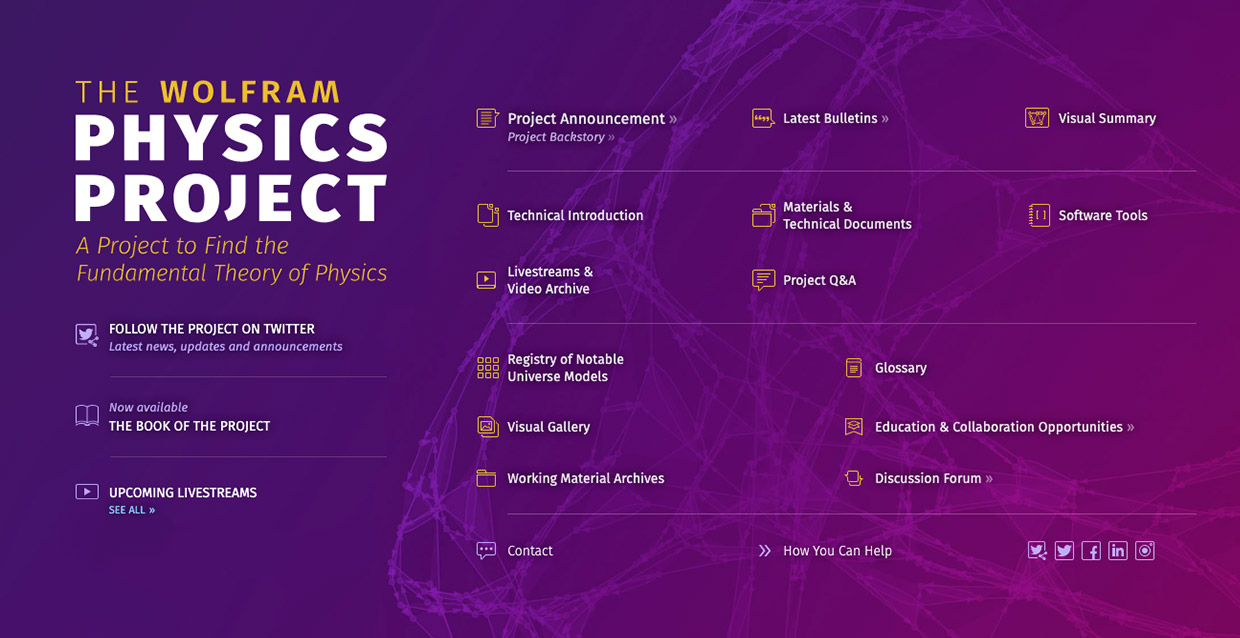 THE WOLFRAM
PHYSICS
PROJECT
A Project to Find the
Fundamental Theory of Physics
FOLLOW THE PROJECT ON TWITTER
Latest news, updates and announcements
Now available
THE BOOK OF THE PROJECT
UPCOMING LIVESTREAMS
SEE ALL »
Project Announcement »
Project Backstory »
Latest Bulletins »
Visual Summary
Technical Introduction
Materials &
Technical Documents
Software Tools
Livestreams &
Video Archive
Project Q&A
Registry of Notable
Universe Models
Glossary
Visual Gallery
Education & Collaboration Opportunities »
Working Material Archives
Discussion Forum »
Contact
How You Can Help